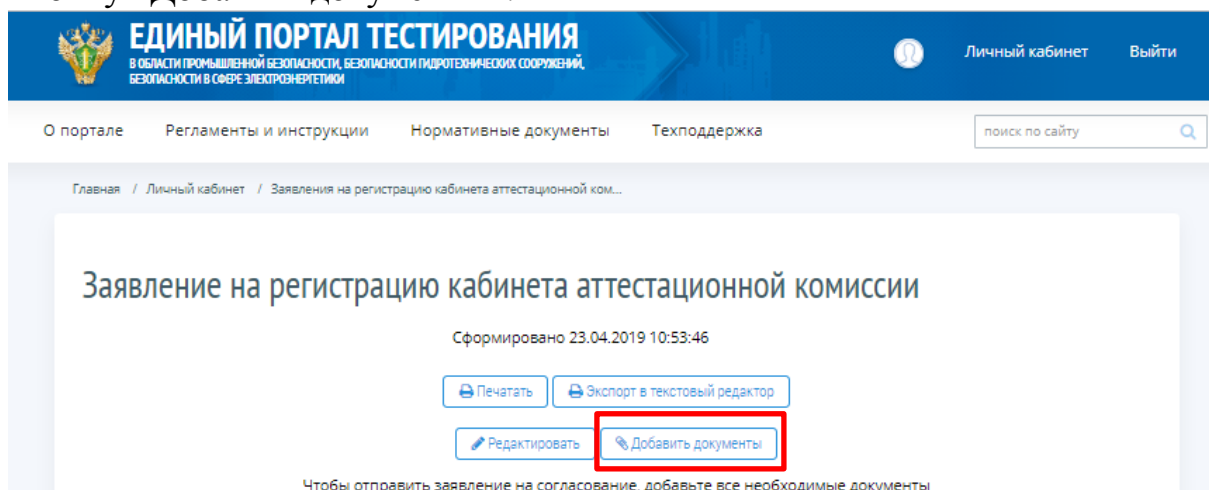 ЕДИНЫЙ ПОРТАЛ ТЕСТИРОВАНИЯ
В ОБЛАСТИ ПРОМЫШЛЕННОЙ БЕЗОПАСНОСТИ, БЕЗОПАСНОСТИ ГИДРОТЕХНИЧЕСКИХ СООРУЖЕНИЙ,
БЕЗОПАСНОСТИ В СФЕРЕ ЭЛЕКТРОЭНЕРГЕТИКИ
Личный кабинет Выйти
О портале Регламенты и инструкции Нормативные документы Техподдержка поиск по сайту
Главная / Личный кабинет / Заявления на регистрацию кабинета аттестационной ком...
Заявление на регистрацию кабинета аттестационной комиссии
Сформировано 23.04.2019 10:53:46
Печатать Экспорт в текстовый редактор
Редактировать Добавить документы
Чтобы отправить заявление на согласование, добавьте все необходимые документы